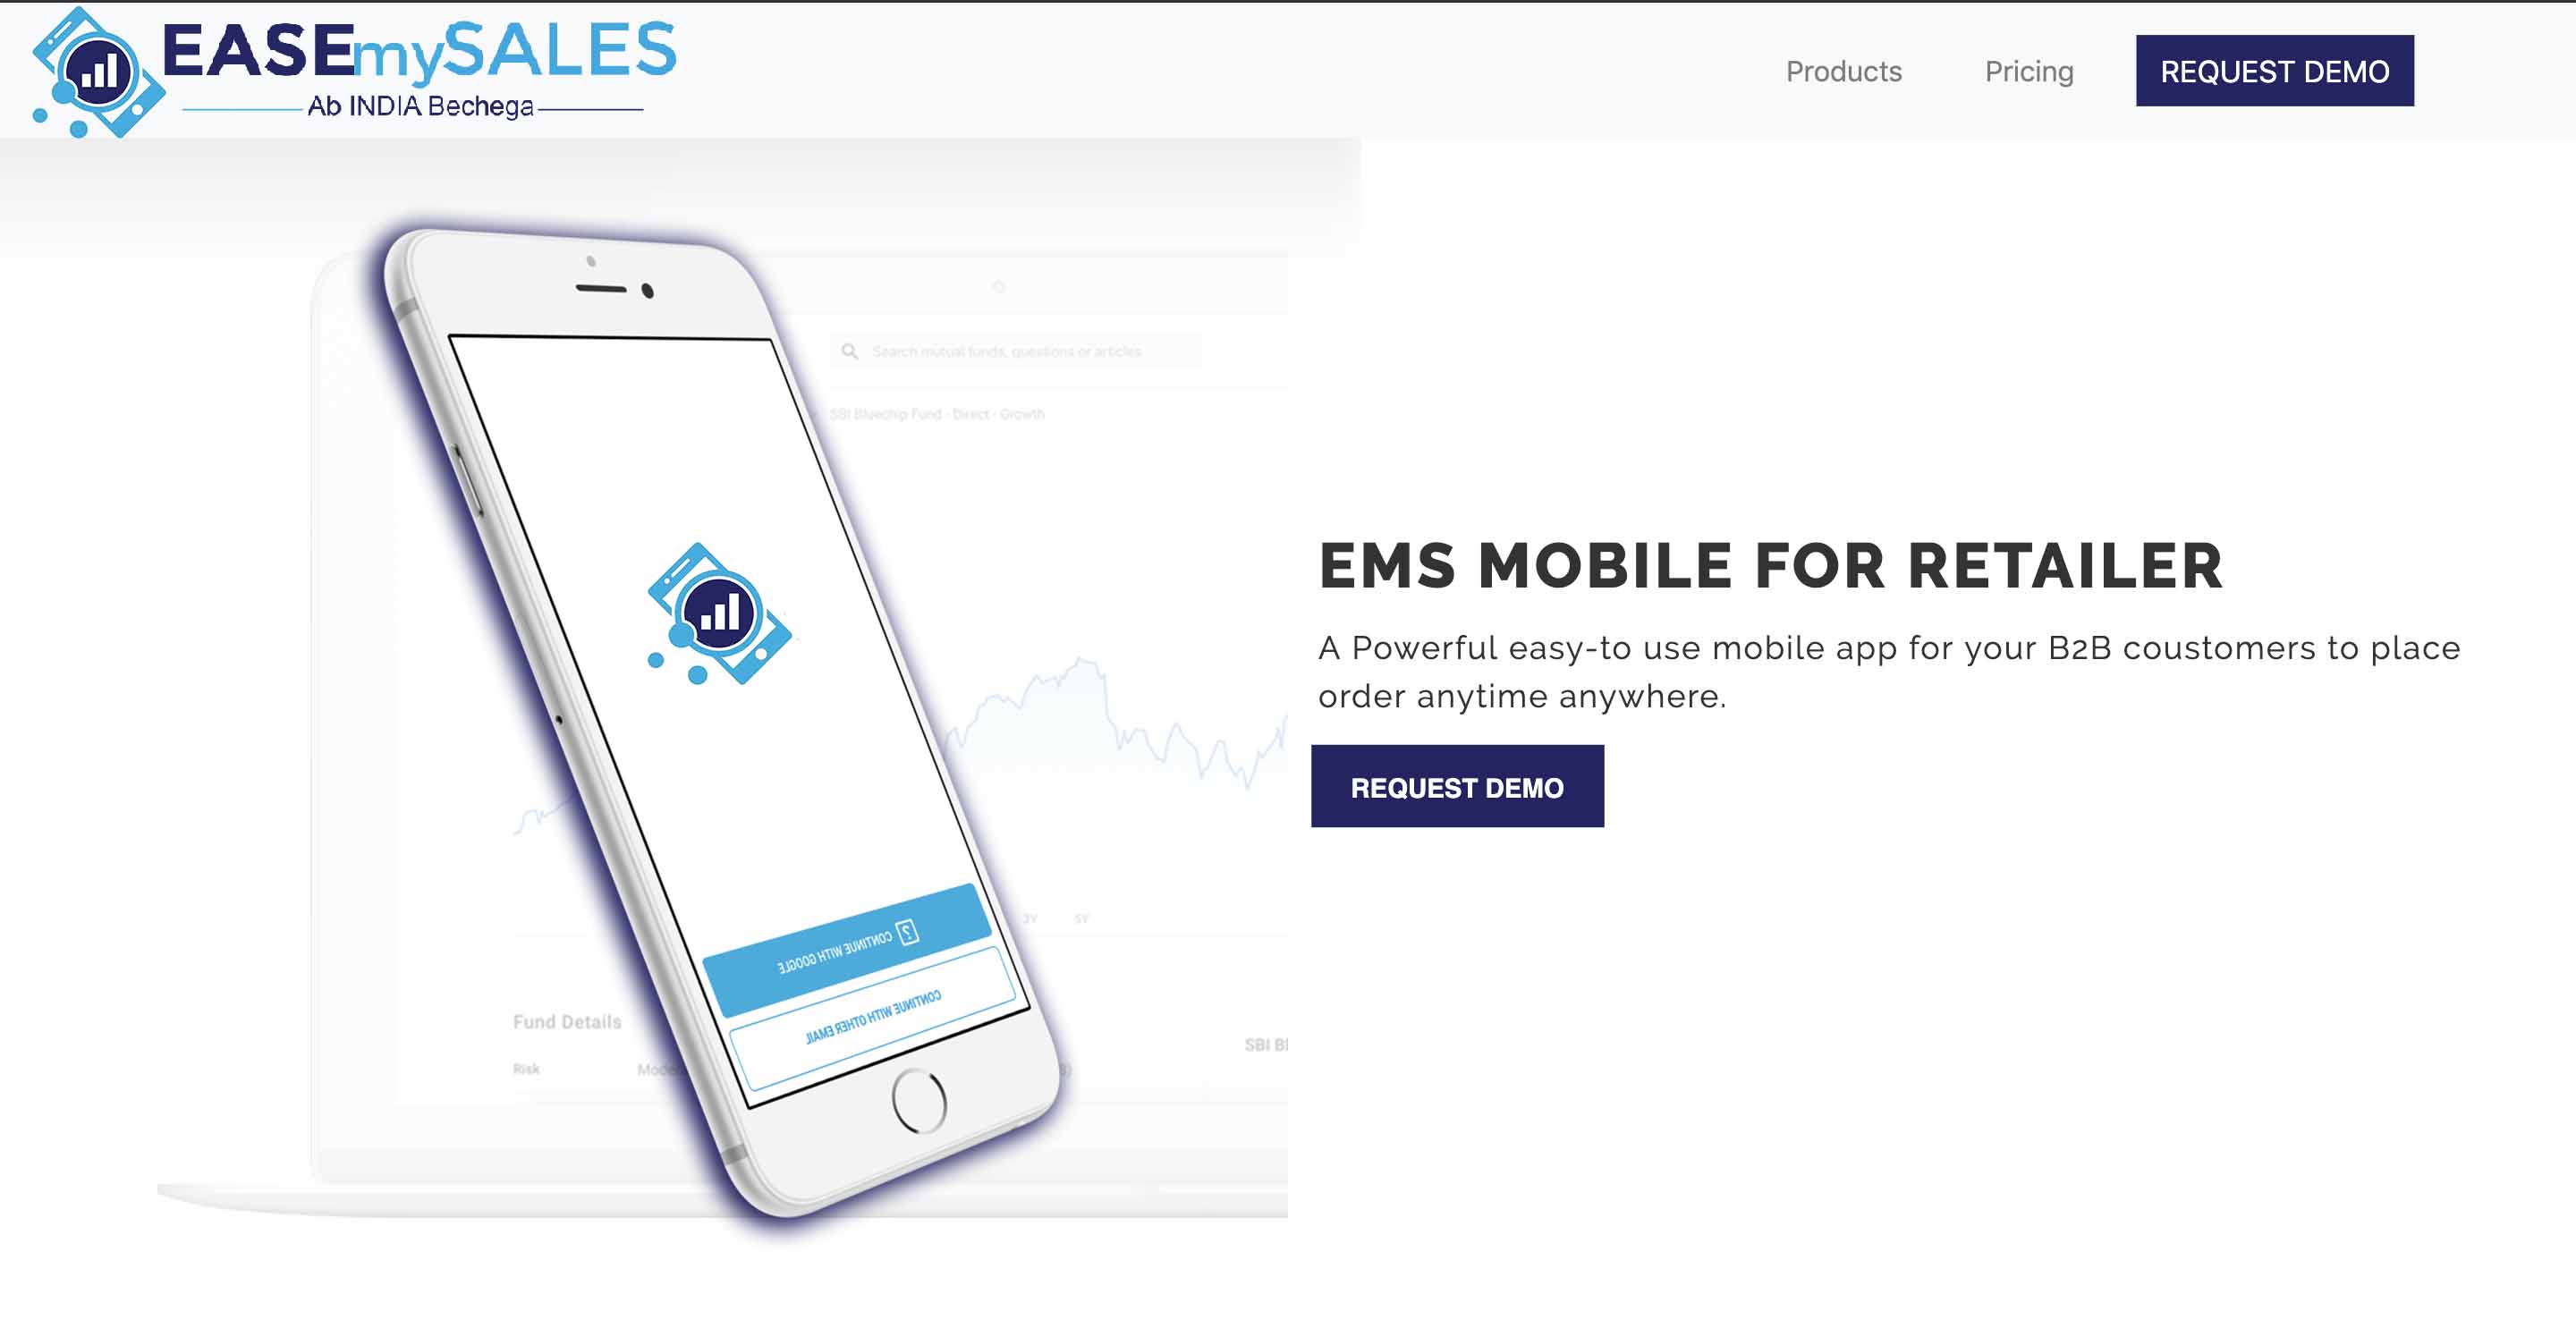 EASEmySALES
Ab INDIA Bechega
Products
Pricing
REQUEST DEMO
Search mutual funds, questions or articles
SBI Bluechip Fund - Direct - Growth
EMS MOBILE FOR RETAILER
A Powerful easy-to use mobile app for your B2B coustomers to place
order anytime anywhere.
REQUEST DEMO
3Y
5Y
CONTINUE WITH GOOGLE
CONTINUE WITH OTHER EMAIL
Fund Details
SBI
Risk